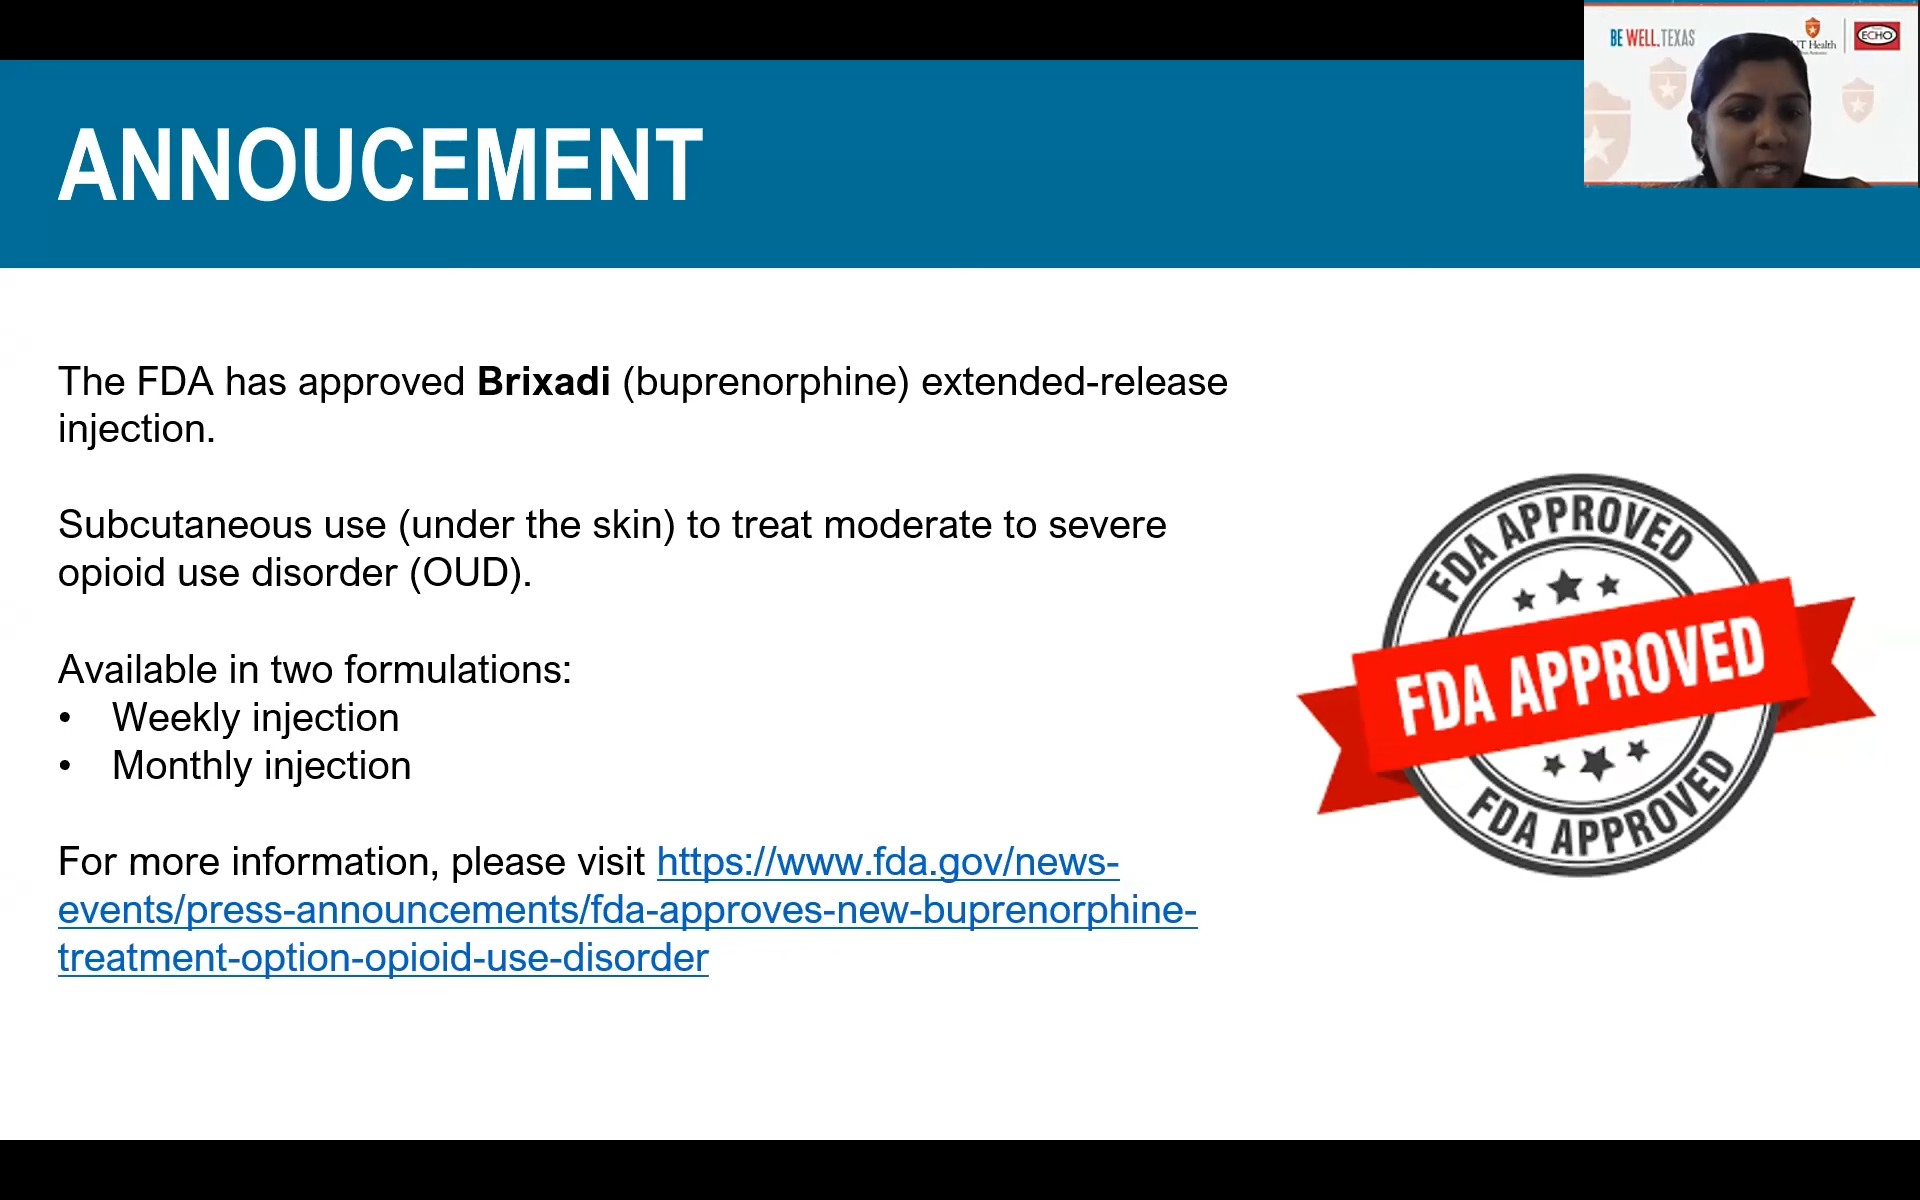 BE WELL.TEXAS
UT Health
ECHO
ANNOUCEMENT
The FDA has approved Brixadi (buprenorphine) extended-release
injection.
Subcutaneous use (under the skin) to treat moderate to severe
opioid use disorder (OUD).
Available in two formulations:
• Weekly injection
• Monthly injection
For more information, please visit https://www.fda.gov/news-
events/press-announcements/fda-approves-new-buprenorphine-
treatment-option-opioid-use-disorder
FDA APPROVED
FDA APPROVED
FDA APPROVED